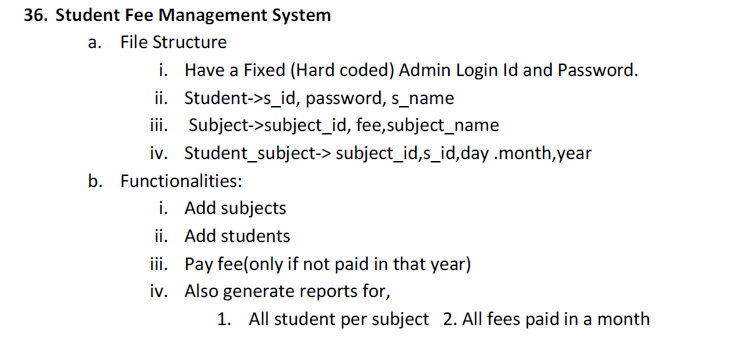 36. Student Fee Management System
a. File Structure
i. Have a Fixed (Hard coded) Admin Login Id and Password.
ii. Student->s_id, password, s_name
iii. Subject->subject_id, fee,subject_name
iv. Student_subject-> subject_id,s_id,day .month,year
b. Functionalities:
i. Add subjects
ii. Add students
iii. Pay fee(only if not paid in that year)
iv. Also generate reports for,
1. All student per subject 2. All fees paid in a month